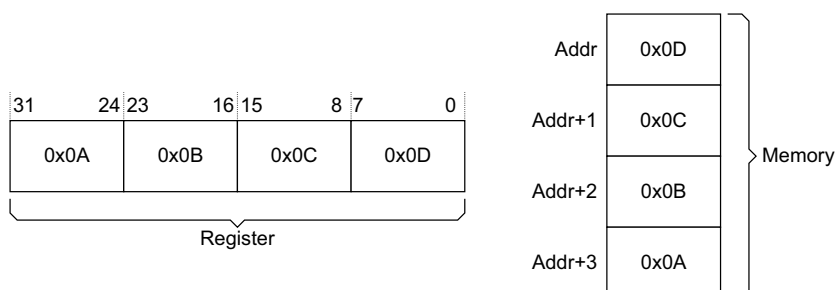 31 24 23 16 15 8 7 0
0x0A 0x0B 0x0C 0x0D
Register
Addr 0x0D
Addr+1 0x0C
Addr+2 0x0B
Addr+3 0x0A
Memory